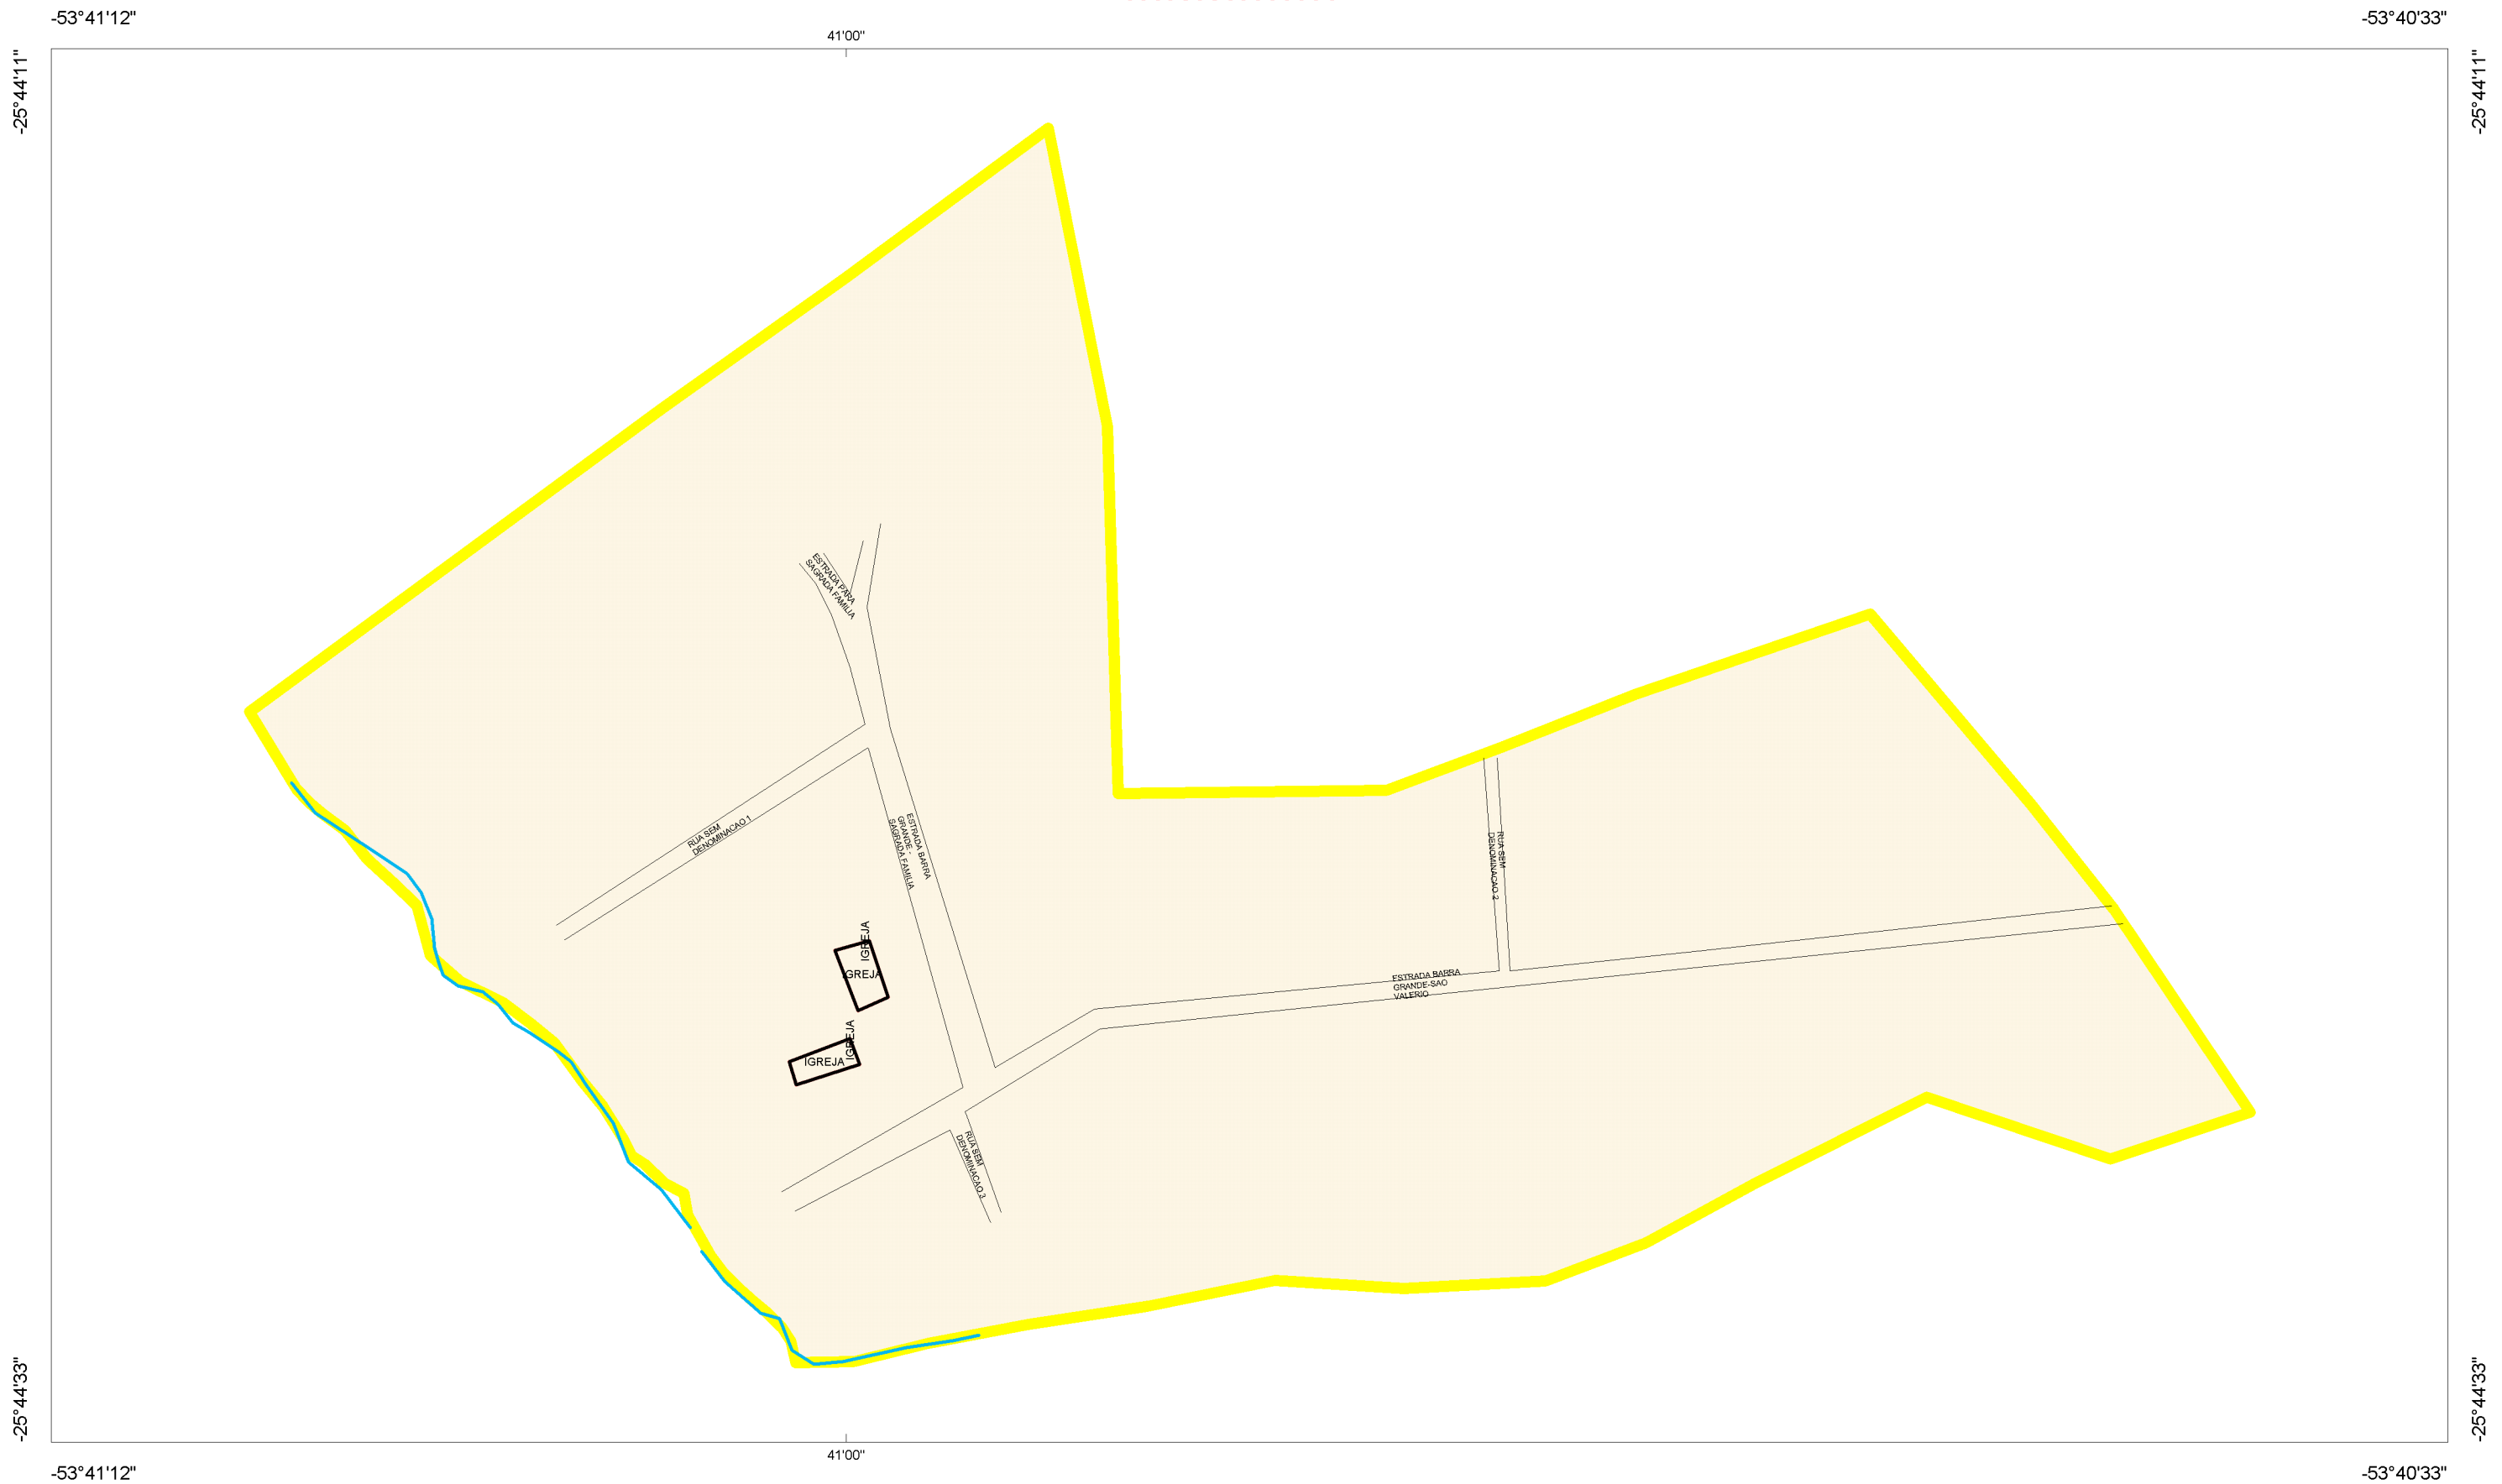 -53°41'12"
-53°40'33"
41'00"
-25°44'11"
-25°44'11"
ESTRADA PARA
SAGRADA FAMILIA
RUA SEM
DENOMINACAO 1
ESTRADA BARRA
GRANDE -
SAGRADA FAMILIA
RUA SEM
DENOMINACAO 2
IGREJA
IGREJA
ESTRADA BARRA
GRANDE-SAO
VALERIO
IGREJA
IGREJA
RUA SEM
DENOMINACAO 3
-25°44'33"
-25°44'33"
41'00"
-53°41'12"
-53°40'33"